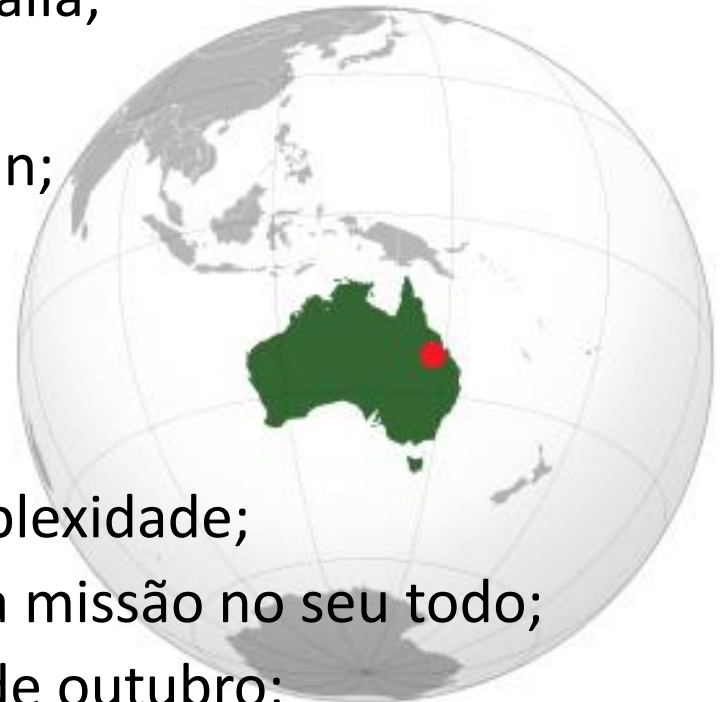 alia;
n;
plexidade;
a missão no seu todo;
de outubro;